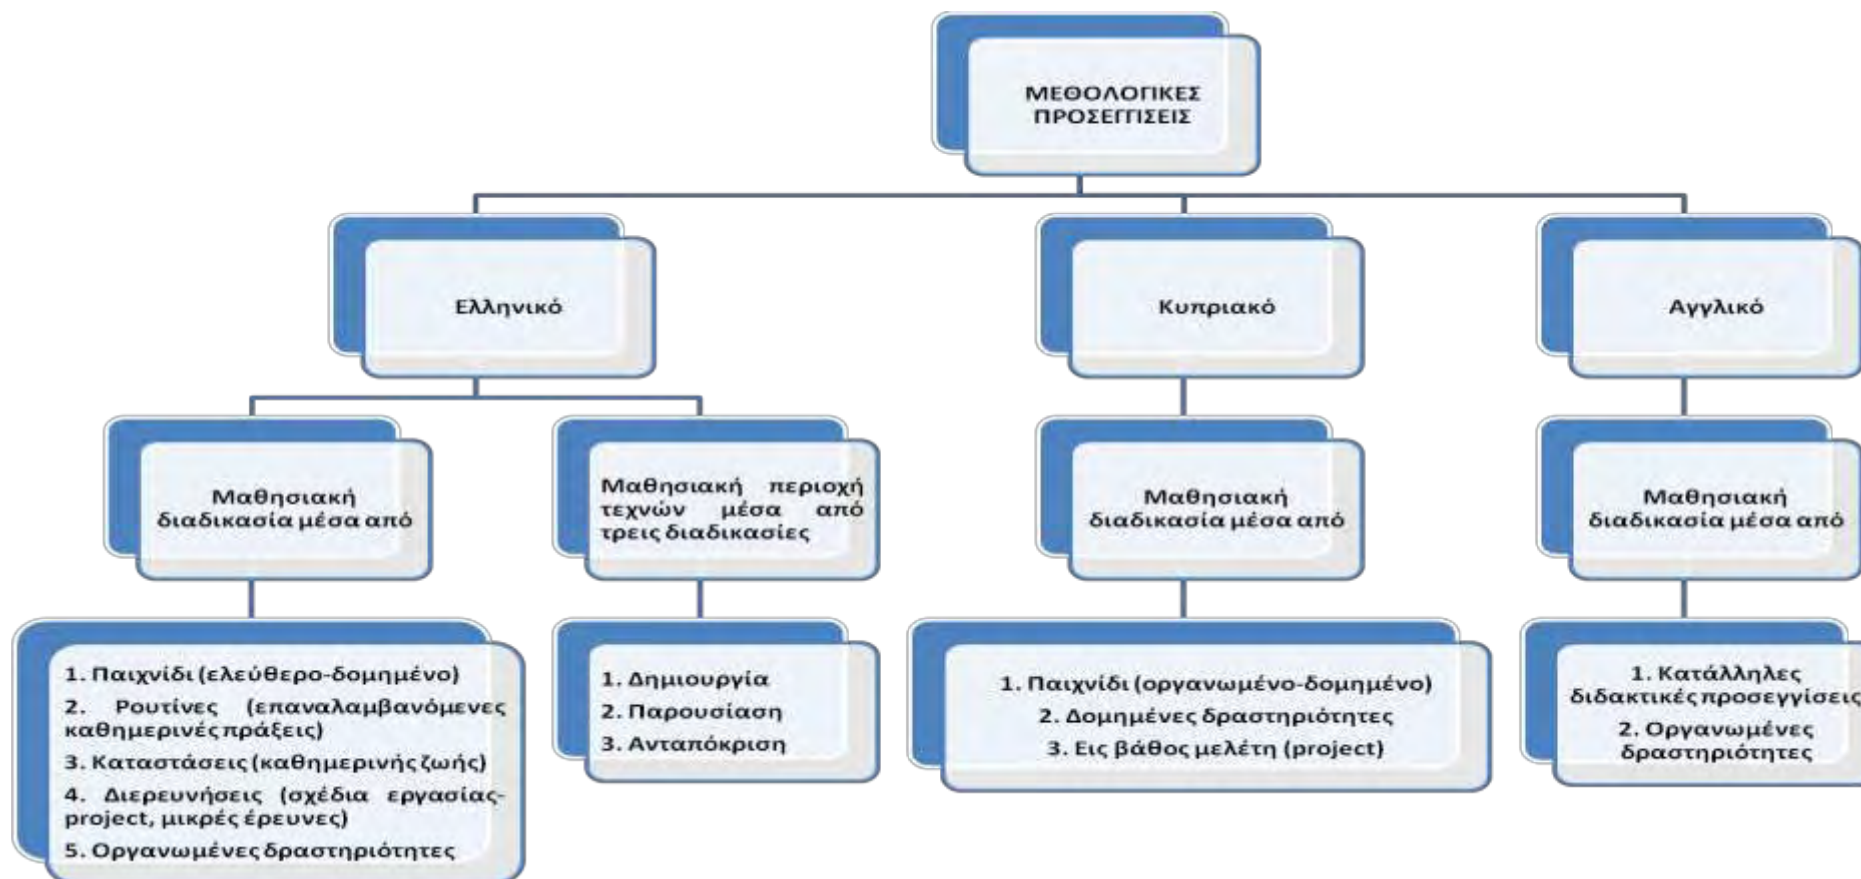 ΜΕΘΟΛΟΓΙΚΕΣ
ΠΡΟΣΕΓΓΙΣΕΙΣ
Ελληνικό
Κυπριακό
Αγγλικό
Μαθησιακή
διαδικασία μέσα από
Μαθησιακή περιοχή
τεχνών μέσα από
τρεις διαδικασίες
Μαθησιακή
διαδικασία μέσα από
Μαθησιακή
διαδικασία μέσα από
1. Παιχνίδι (ελεύθερο-δομημένο)
2. Ρουτίνες (επαναλαμβανόμενες
καθημερινές πράξεις)
3. Καταστάσεις (καθημερινής ζωής)
4. Διερευνήσεις (σχέδια εργασίας-
project, μικρές έρευνες)
5. Οργανωμένες δραστηριότητες
1. Δημιουργία
2. Παρουσίαση
3. Ανταπόκριση
1. Παιχνίδι (οργανωμένο-δομημένο)
2. Δομημένες δραστηριότητες
3. Εις βάθος μελέτη (project)
1. Κατάλληλες
διδακτικές προσεγγίσεις
2. Οργανωμένες
δραστηριότητες